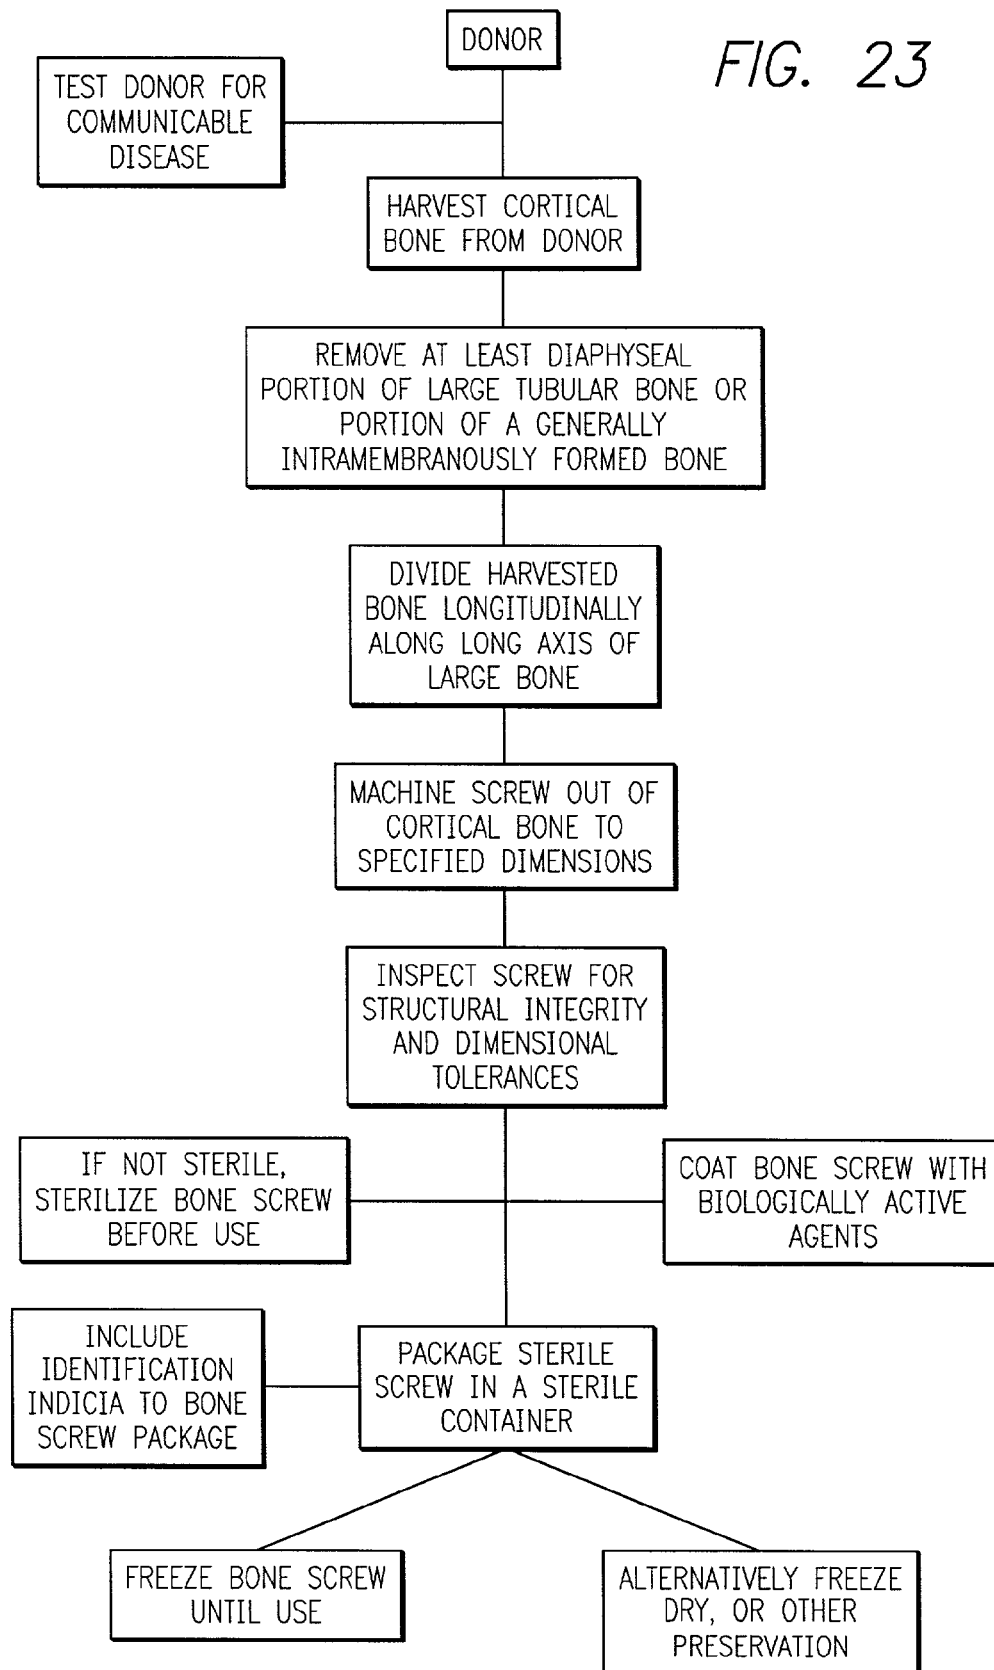 DONOR
FIG. 23
TEST DONOR FOR
COMMUNICABLE
DISEASE
HARVEST CORTICAL
BONE FROM DONOR
REMOVE AT LEAST DIAPHYSEAL
PORTION OF LARGE TUBULAR BONE OR
PORTION OF A GENERALLY
INTRAMEMBRANOUSLY FORMED BONE
DIVIDE HARVESTED
BONE LONGITUDINALLY
ALONG LONG AXIS OF
LARGE BONE
MACHINE SCREW OUT OF
CORTICAL BONE TO
SPECIFIED DIMENSIONS
INSPECT SCREW FOR
STRUCTURAL INTEGRITY
AND DIMENSIONAL
TOLERANCES
IF NOT STERILE,
STERILIZE BONE SCREW
BEFORE USE
COAT BONE SCREW WITH
BIOLOGICALLY ACTIVE
AGENTS
INCLUDE
IDENTIFICATION
INDICIA TO BONE
SCREW PACKAGE
PACKAGE STERILE
SCREW IN A STERILE
CONTAINER
FREEZE BONE SCREW
UNTIL USE
ALTERNATIVELY FREEZE
DRY, OR OTHER
PRESERVATION